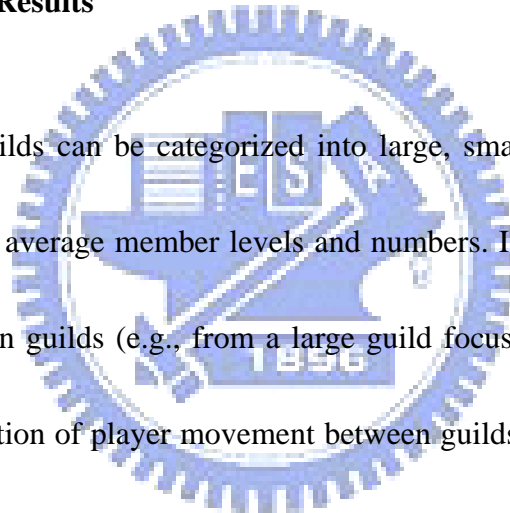 Results
ilds can be categorized into large, sma
average member levels and numbers. I
n guilds (e.g., from a large guild focus
tion of player movement between guilds
E S
1896